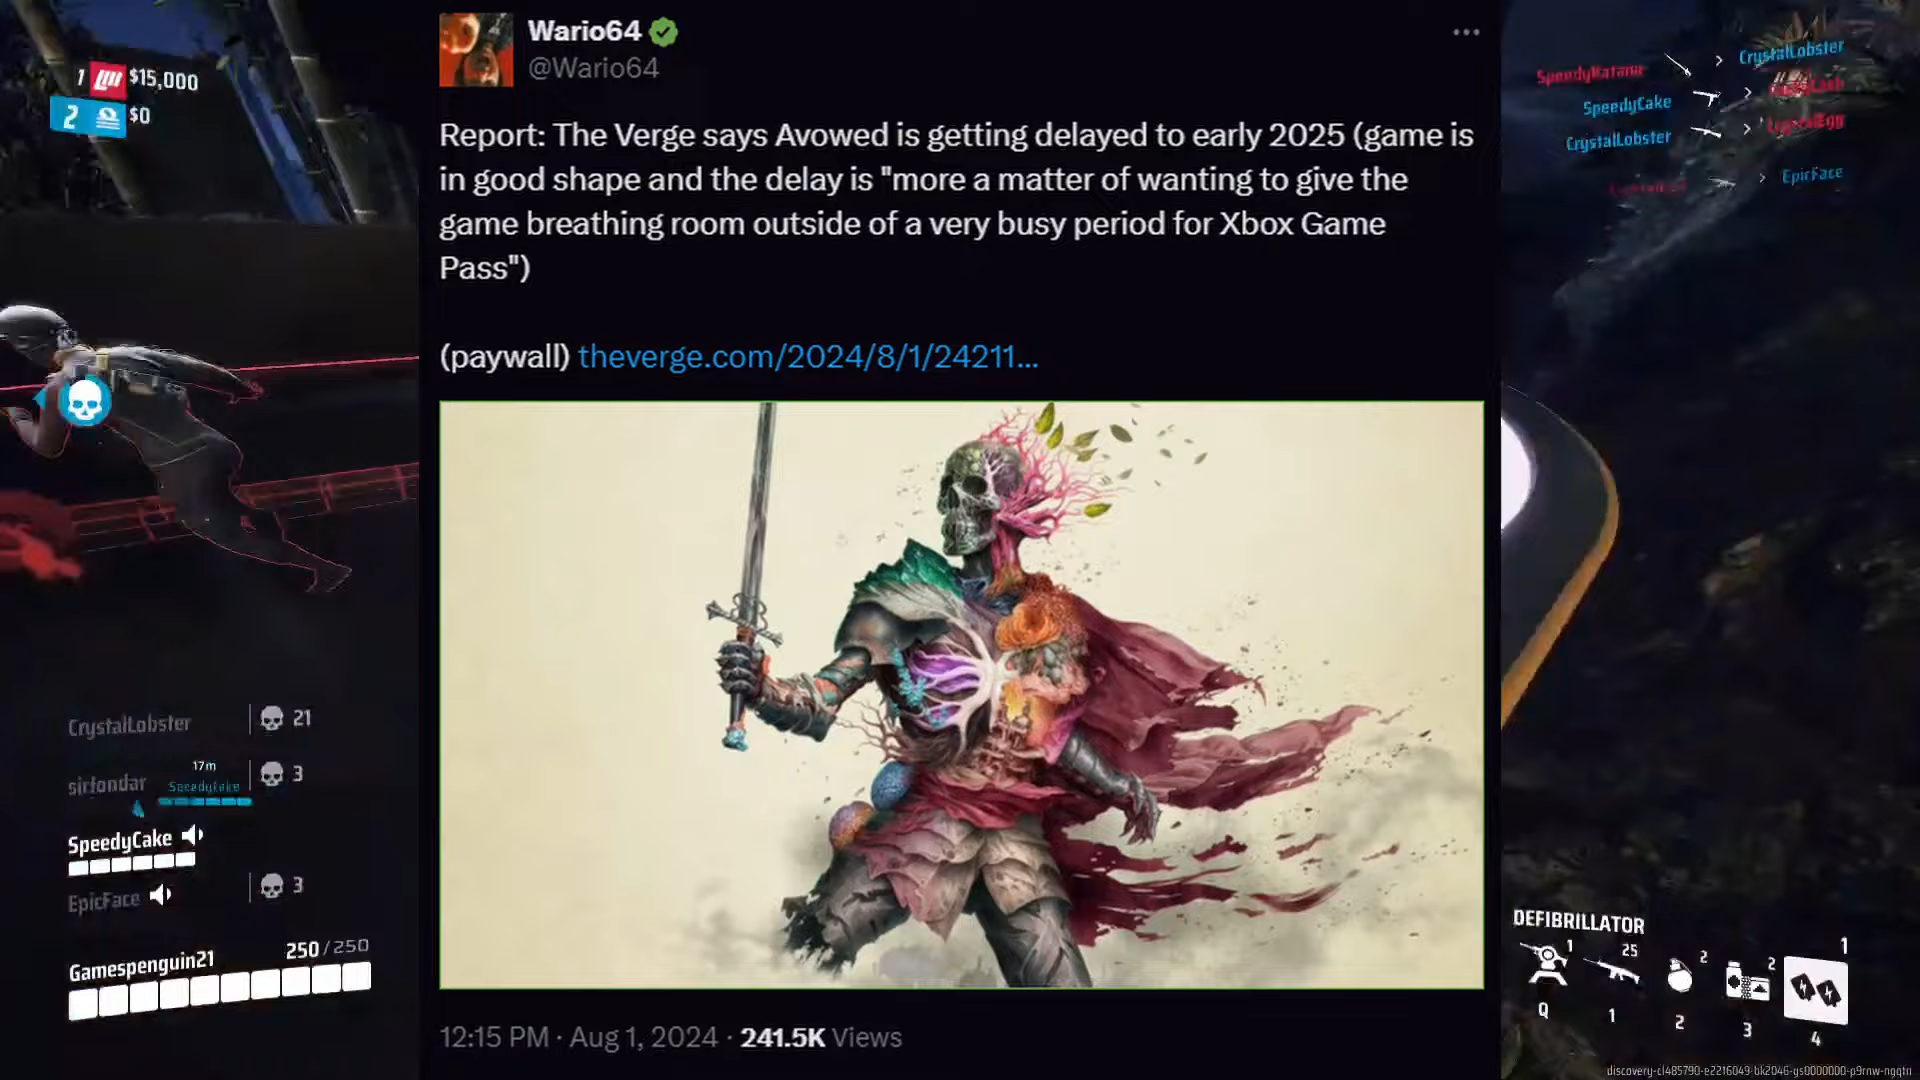 1 $15,000
2 $0
Wario64
@Wario64
Report: The Verge says Avowed is getting delayed to early 2025 (game is
in good shape and the delay is "more a matter of wanting to give the
game breathing room outside of a very busy period for Xbox Game
Pass")
(paywall) theverge.com/2024/8/1/24211...
12:15 PM · Aug 1, 2024 · 241.5K Views
SpeedyKatana CrystalLobster
SpeedyCake
CrystalLobster CrystalEgg
EpicFace
CrystalLobster 21
17m
sirfondar SpeedyCake 3
SpeedyCake
EpicFace 3
Gamespenguin21 250/250
DEFIBRILLATOR
1 25 2 2 1
Q 1 2 3 4